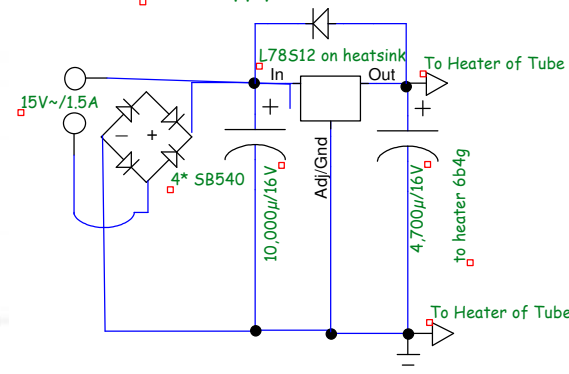 L78S12 on heatsink
In
Out
To Heater of Tube
15V~/1.5A
+
+
− +
4* SB540
10,000µ/16V
Adj/Gnd
4,700µ/16V
to heater 6b4g
To Heater of Tube